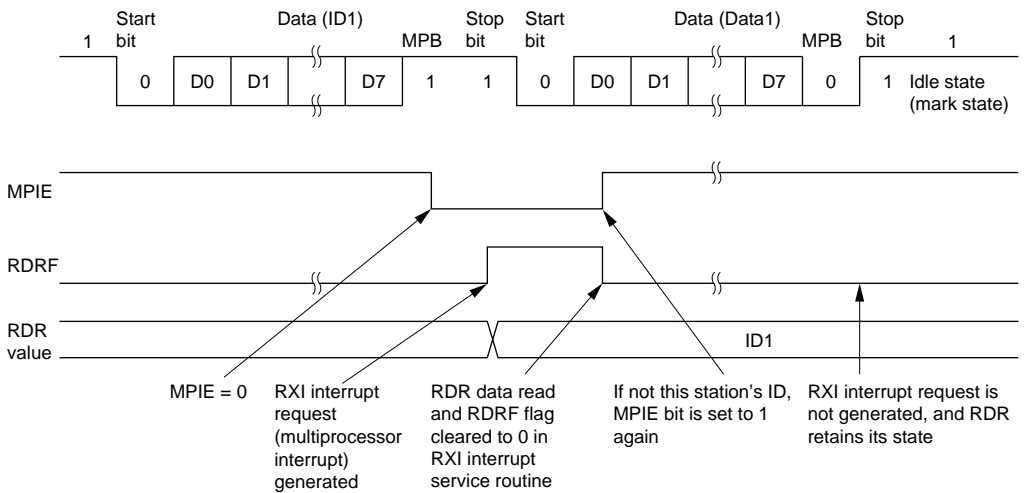 Start bit
Data (ID1)
Stop bit
Start bit
Data (Data1)
Stop bit
1
MPB
MPB
1
0 D0 D1 D7 1 1 0 D0 D1 D7 0 1 Idle state (mark state)
MPIE
RDRF
RDR value
ID1
MPIE = 0
RXI interrupt
request
(multiprocessor
interrupt)
generated
RDR data read
and RDRF flag
cleared to 0 in
RXI interrupt
service routine
If not this station's ID,
MPIE bit is set to 1
again
RXI interrupt request is
not generated, and RDR
retains its state